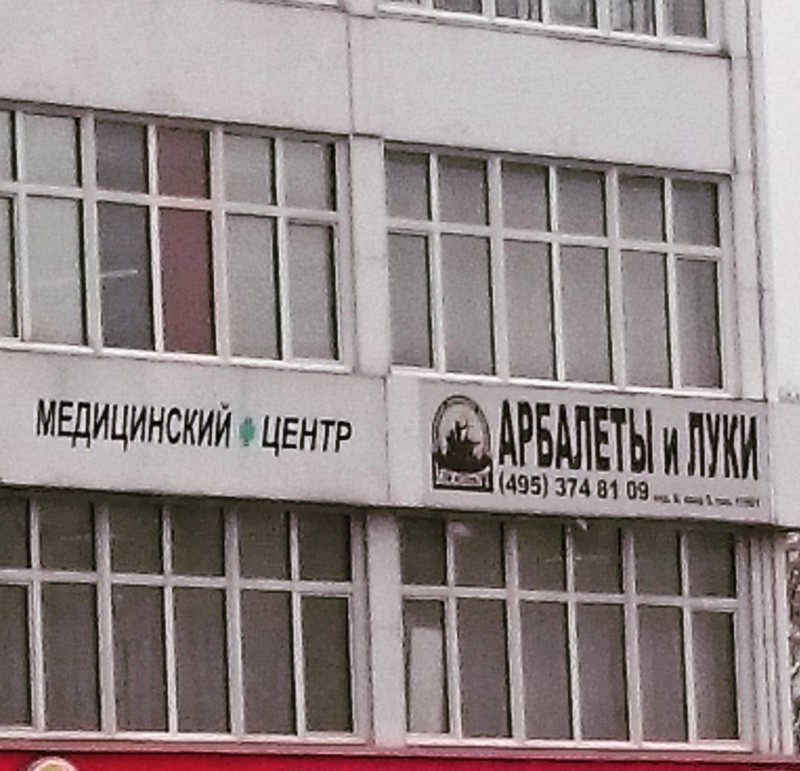 МЕДИЦИНСКИЙ ЦЕНТР
АРБАЛЕТЫ и ЛУКИ
(495) 374 81 09